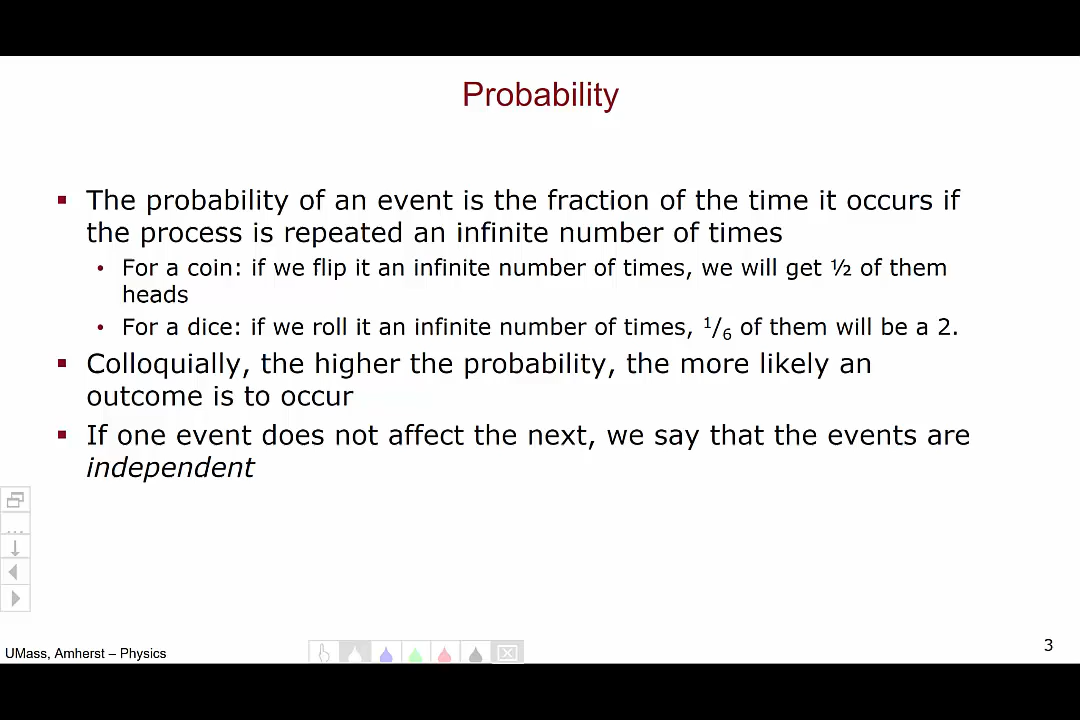 Probability
▪ The probability of an event is the fraction of the time it occurs if
the process is repeated an infinite number of times
• For a coin: if we flip it an infinite number of times, we will get ½ of them
heads
• For a dice: if we roll it an infinite number of times, ¹/₆ of them will be a 2.
▪ Colloquially, the higher the probability, the more likely an
outcome is to occur
▪ If one event does not affect the next, we say that the events are
independent
UMass, Amherst – Physics
3